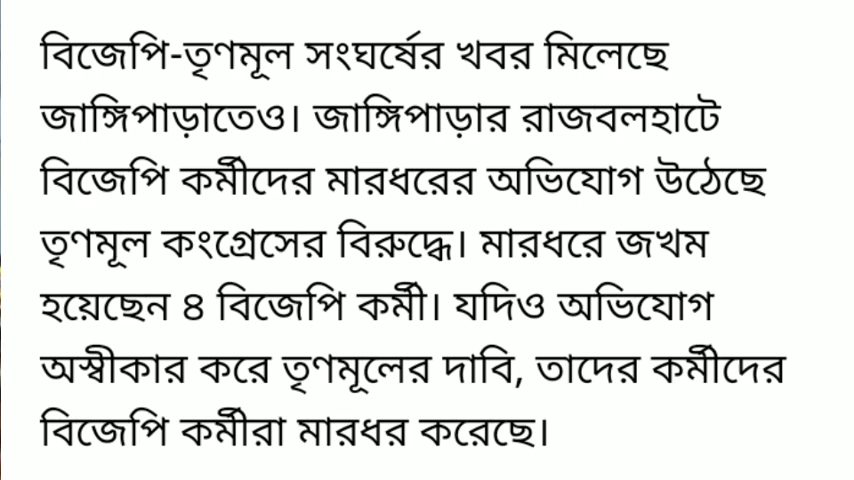 বিজেপি-তৃণমূল সংঘর্ষের খবর মিলেছে
জাঙ্গিপাড়াতেও। জাঙ্গিপাড়ার রাজবলহাটে
বিজেপি কর্মীদের মারধরের অভিযোগ উঠেছে
তৃণমূল কংগ্রেসের বিরুদ্ধে। মারধরে জখম
হয়েছেন ৪ বিজেপি কর্মী। যদিও অভিযোগ
অস্বীকার করে তৃণমূলের দাবি, তাদের কর্মীদের
বিজেপি কর্মীরা মারধর করেছে।